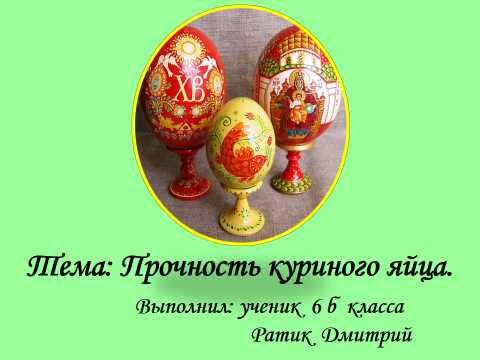 ХВ
Тема: Прочность куриного яйца.
Выполнил: ученик 6 б класса
Ратик Дмитрий